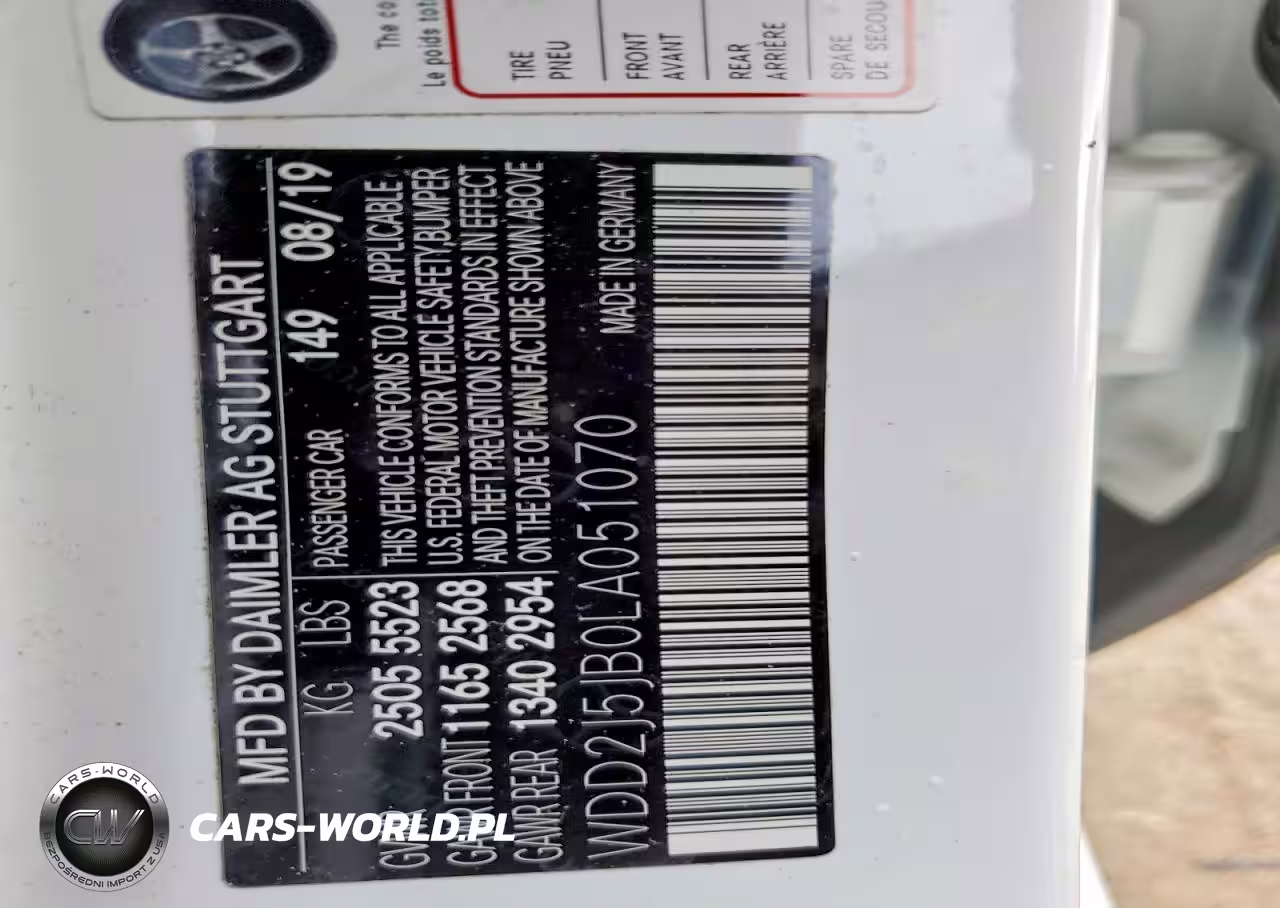 The co
Le poids tot
TIRE
PNEU
FRONT
AVANT
REAR
ARRIÈRE
SPARE
DE SECOU
MFD BY DAIMLER AG STUTTGART
KG LBS PASSENGER CAR 149 08/19
2505 5523 THIS VEHICLE CONFORMS TO ALL APPLICABLE
GAWR FRONT 1165 2568 U.S. FEDERAL MOTOR VEHICLE SAFETY, BUMPER
GAWR REAR 1340 2954 AND THEFT PREVENTION STANDARDS IN EFFECT
ON THE DATE OF MANUFACTURE SHOWN ABOVE
WDD2J5JB0LA051070 MADE IN GERMANY
CARS-WORLD
CW
BEZPOŚREDNI IMPORT Z USA
CARS-WORLD.PL